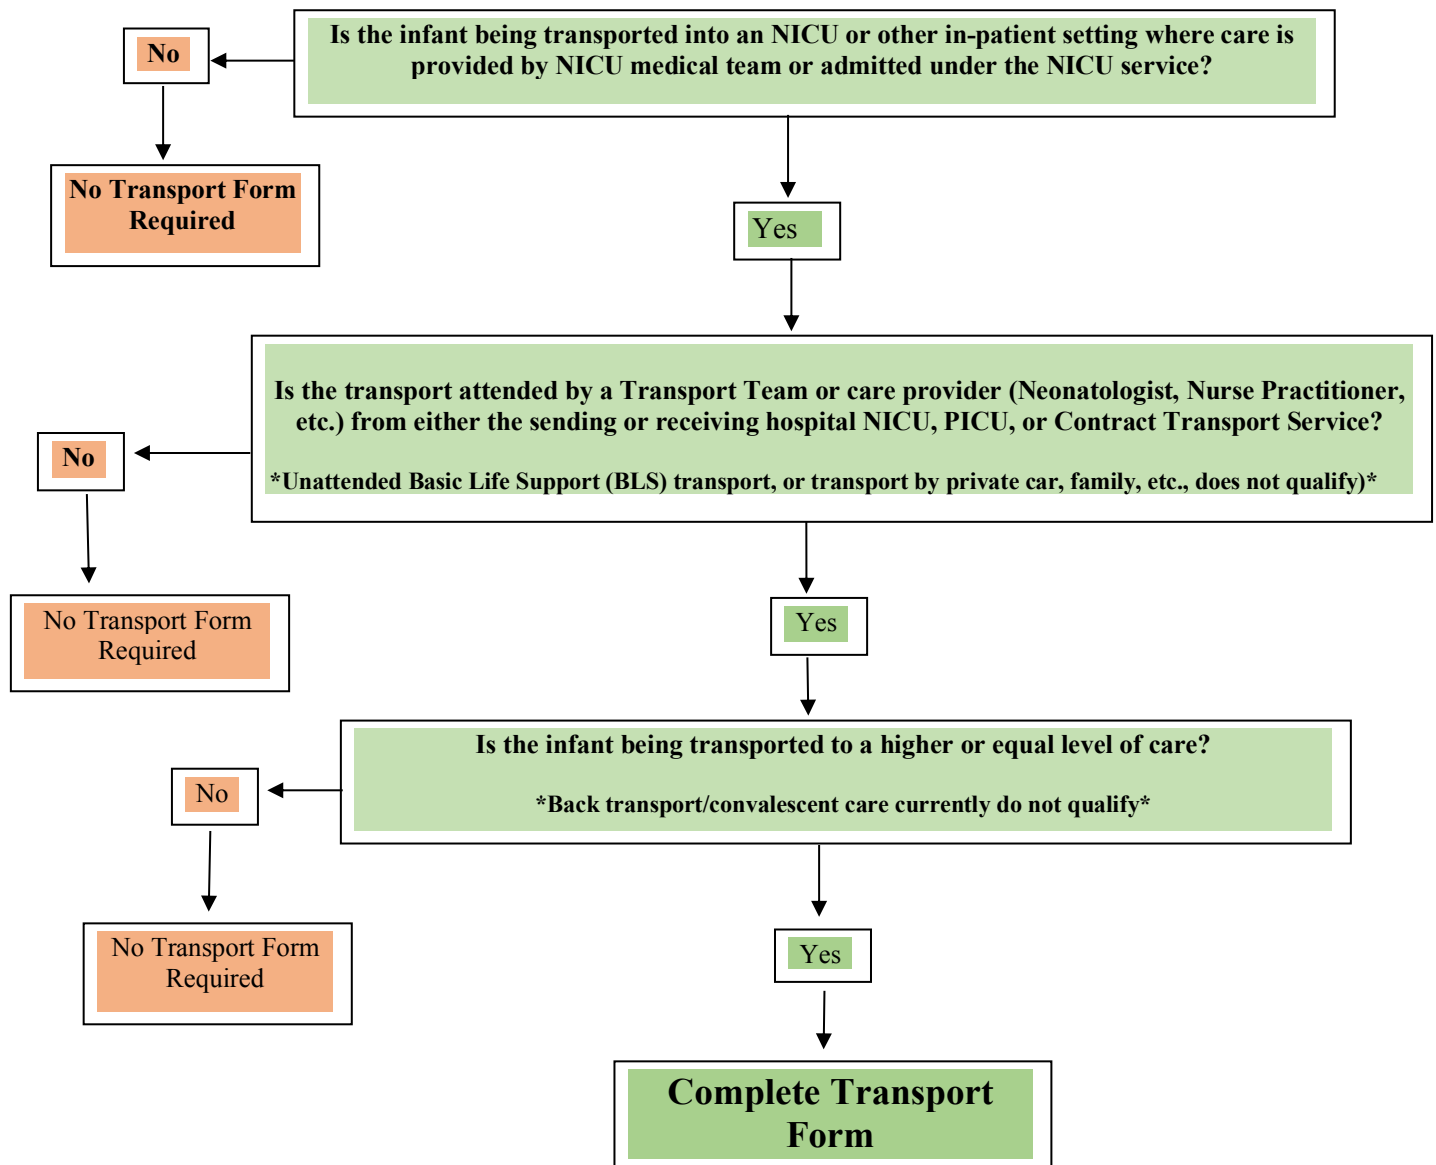 Is the infant being transported into an NICU or other in-patient setting where care is
provided by NICU medical team or admitted under the NICU service?
No
No Transport Form
Required
Yes
Is the transport attended by a Transport Team or care provider (Neonatologist, Nurse Practitioner,
etc.) from either the sending or receiving hospital NICU, PICU, or Contract Transport Service?
*Unattended Basic Life Support (BLS) transport, or transport by private car, family, etc., does not qualify)*
No
No Transport Form
Required
Yes
Is the infant being transported to a higher or equal level of care?
*Back transport/convalescent care currently do not qualify*
No
No Transport Form
Required
Yes
Complete Transport
Form